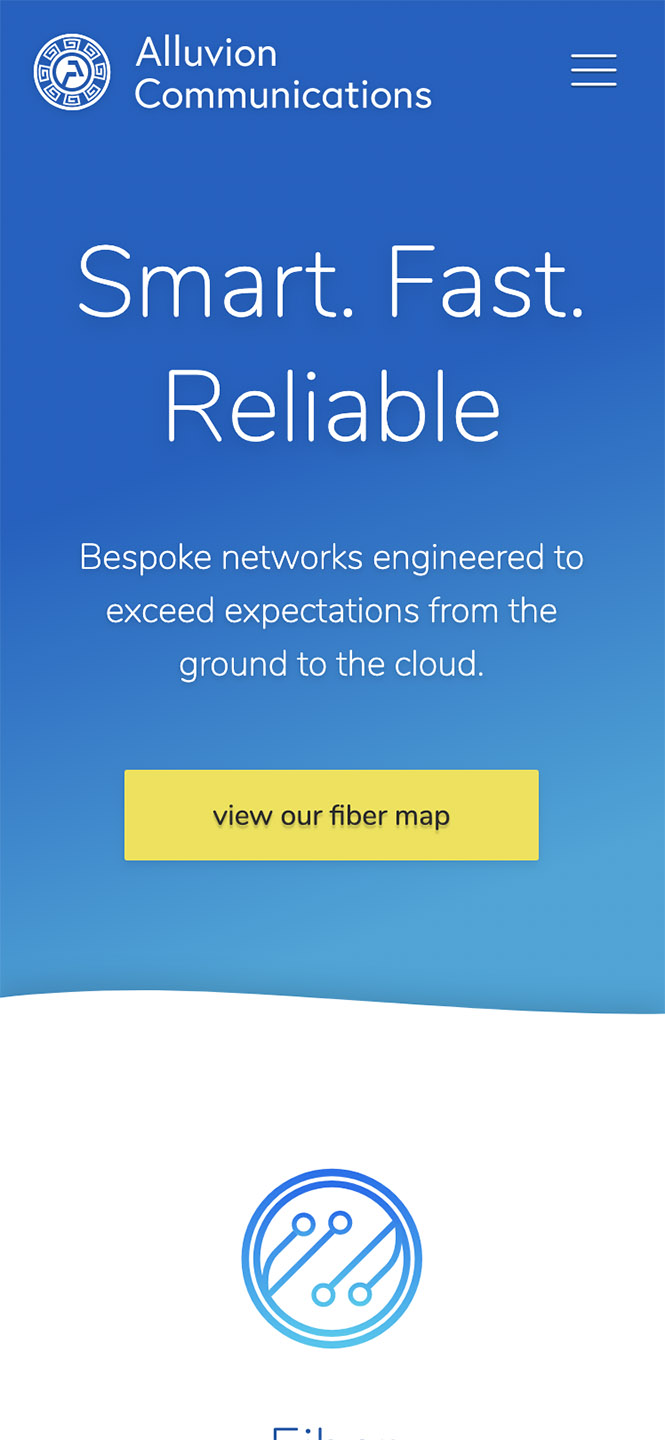 Alluvion
Communications
Smart. Fast.
Reliable
Bespoke networks engineered to
exceed expectations from the
ground to the cloud.
view our fiber map